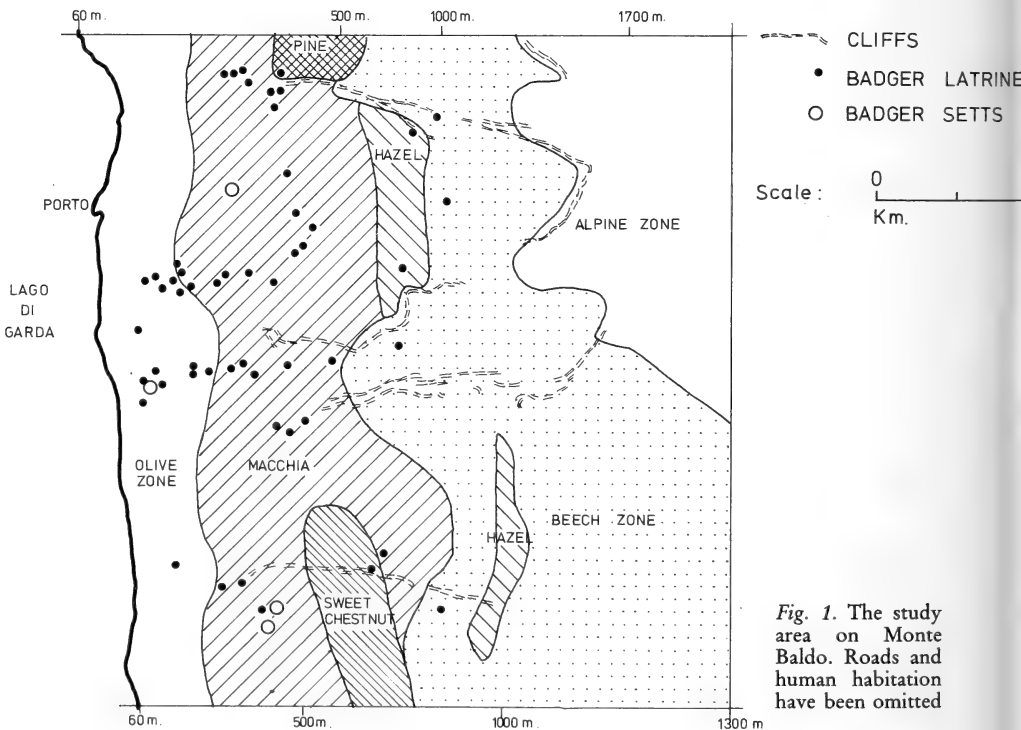 60 m. 500 m. 1000 m. 1700 m.
PINE
CLIFFS
BADGER LATRINE
BADGER SETTS
HAZEL
Scale : 0
Km.
PORTO
ALPINE ZONE
LAGO
DI
GARDA
OLIVE
ZONE
MACCHIA
BEECH ZONE
HAZEL
SWEET
CHESTNUT
Fig. 1. The study
area on Monte
Baldo. Roads and
human habitation
have been omitted
60 m. 500m. 1000 m. 1300 m